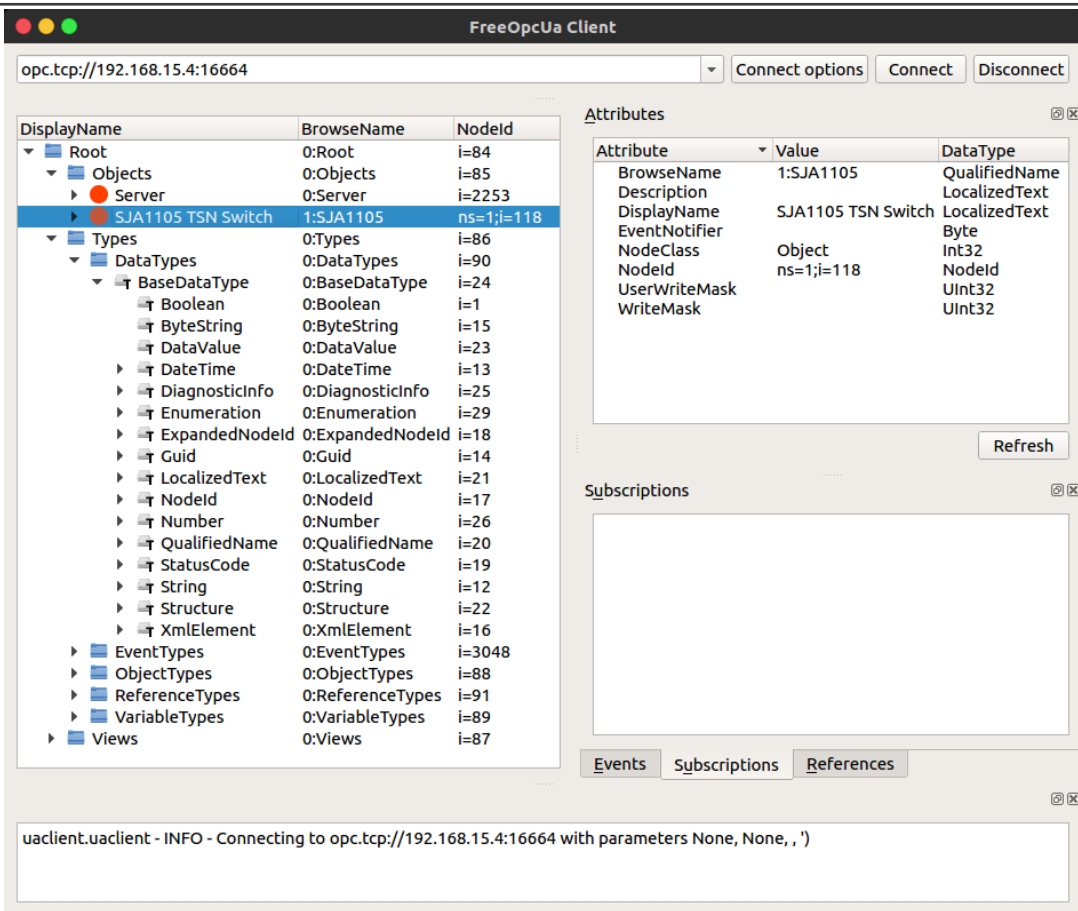 FreeOpcUa Client
opc.tcp://192.168.15.4:16664 Connect options Connect Disconnect
DisplayName BrowseName NodeId
Root 0:Root i=84
Objects 0:Objects i=85
Server 0:Server i=2253
SJA1105 TSN Switch 1:SJA1105 ns=1;i=118
Types 0:Types i=86
DataTypes 0:DataTypes i=90
BaseDataType 0:BaseDataType i=24
Boolean 0:Boolean i=1
ByteString 0:ByteString i=15
DataValue 0:DataValue i=23
DateTime 0:DateTime i=13
DiagnosticInfo 0:DiagnosticInfo i=25
Enumeration 0:Enumeration i=29
ExpandedNodeId 0:ExpandedNodeId i=18
Guid 0:Guid i=14
LocalizedText 0:LocalizedText i=21
NodeId 0:NodeId i=17
Number 0:Number i=26
QualifiedName 0:QualifiedName i=20
StatusCode 0:StatusCode i=19
String 0:String i=12
Structure 0:Structure i=22
XmlElement 0:XmlElement i=16
EventTypes 0:EventTypes i=3048
ObjectTypes 0:ObjectTypes i=88
ReferenceTypes 0:ReferenceTypes i=91
VariableTypes 0:VariableTypes i=89
Views 0:Views i=87
Attributes
Attribute Value DataType
BrowseName 1:SJA1105 QualifiedName
Description LocalizedText
DisplayName SJA1105 TSN Switch LocalizedText
EventNotifier Byte
NodeClass Object Int32
NodeId ns=1;i=118 NodeId
UserWriteMask UInt32
WriteMask UInt32
Refresh
Subscriptions
Events Subscriptions References
uaclient.uaclient - INFO - Connecting to opc.tcp://192.168.15.4:16664 with parameters None, None, , ')